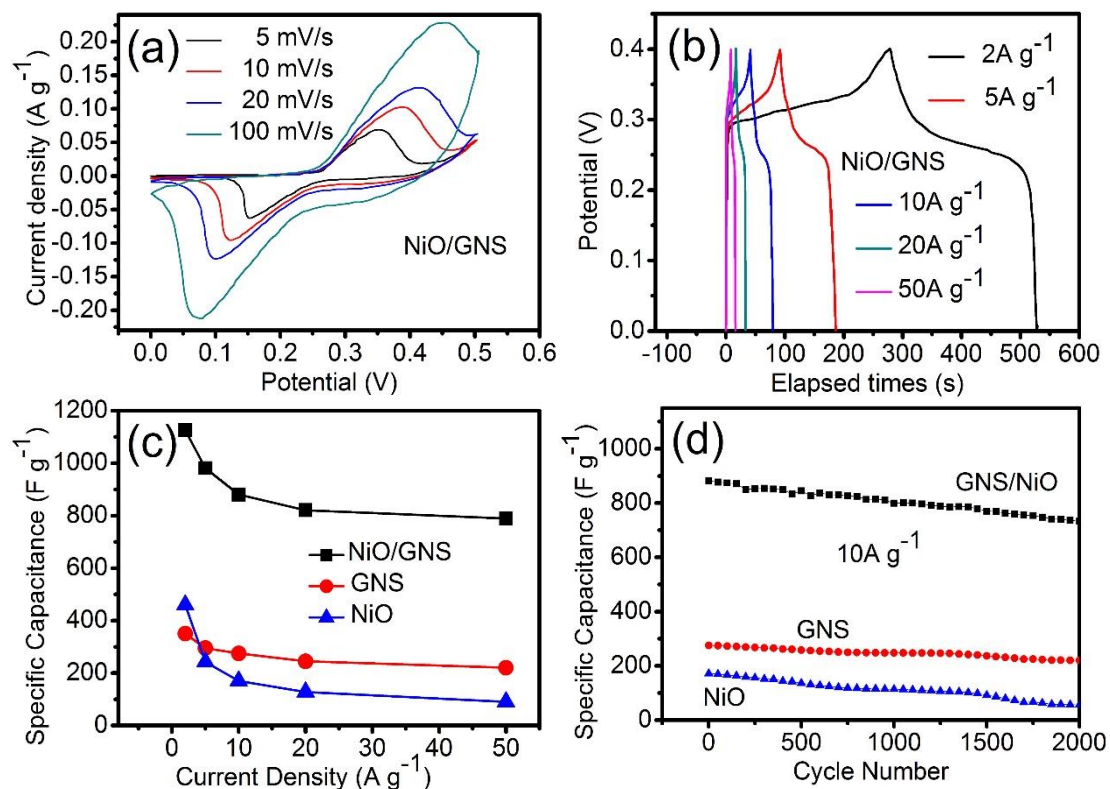 (a)
5 mV/s
10 mV/s
20 mV/s
100 mV/s
NiO/GNS
0.20
0.15
0.10
0.05
0.00
-0.05
-0.10
-0.15
-0.20
Current density (A g⁻¹)
0.0 0.1 0.2 0.3 0.4 0.5 0.6
Potential (V)
(b)
2A g⁻¹
5A g⁻¹
NiO/GNS
10A g⁻¹
20A g⁻¹
50A g⁻¹
0.4
0.3
0.2
0.1
0.0
Potential (V)
-100 0 100 200 300 400 500 600
Elapsed times (s)
(c)
NiO/GNS
GNS
NiO
1200
1000
800
600
400
200
0
Specific Capacitance (F g⁻¹)
0 10 20 30 40 50
Current Density (A g⁻¹)
(d)
GNS/NiO
10A g⁻¹
GNS
NiO
1000
800
600
400
200
0
Specific Capacitance (F g⁻¹)
0 500 1000 1500 2000
Cycle Number